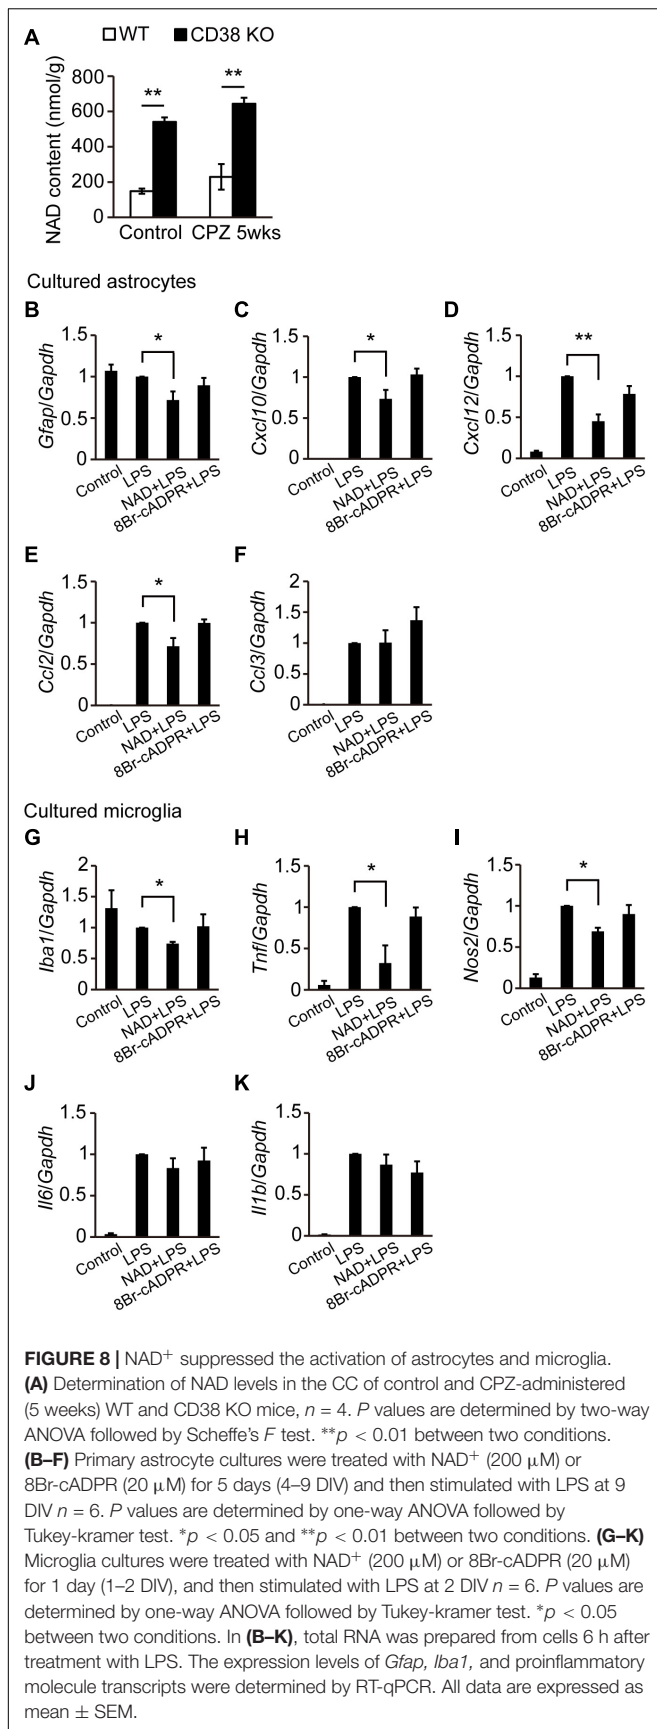 A
WT CD38 KO
NAD content (nmol/g)
800
600
400
200
0
** **
Control CPZ 5wks
Cultured astrocytes
B
Gfap/Gapdh
1.5
1
0.5
0
*
Control
LPS
NAD+LPS
8Br-cADPR+LPS
C
Cxcl10/Gapdh
1.5
1
0.5
0
*
Control
LPS
NAD+LPS
8Br-cADPR+LPS
D
Cxcl12/Gapdh
1.5
1
0.5
0
**
Control
LPS
NAD+LPS
8Br-cADPR+LPS
E
Ccl2/Gapdh
1.5
1
0.5
0
*
Control
LPS
NAD+LPS
8Br-cADPR+LPS
F
Ccl3/Gapdh
2
1.5
1
0.5
0
Control
LPS
NAD+LPS
8Br-cADPR+LPS
Cultured microglia
G
Iba1/Gapdh
2
1.5
1
0.5
0
*
Control
LPS
NAD+LPS
8Br-cADPR+LPS
H
Tnf/Gapdh
1.5
1
0.5
0
*
Control
LPS
NAD+LPS
8Br-cADPR+LPS
I
Nos2/Gapdh
1.5
1
0.5
0
*
Control
LPS
NAD+LPS
8Br-cADPR+LPS
J
Il6/Gapdh
1.5
1
0.5
0
Control
LPS
NAD+LPS
8Br-cADPR+LPS
K
Il1b/Gapdh
1.5
1
0.5
0
Control
LPS
NAD+LPS
8Br-cADPR+LPS
FIGURE 8 | NAD⁺ suppressed the activation of astrocytes and microglia.
(A) Determination of NAD levels in the CC of control and CPZ-administered
(5 weeks) WT and CD38 KO mice, n = 4. P values are determined by two-way
ANOVA followed by Scheffe's F test. **p < 0.01 between two conditions.
(B–F) Primary astrocyte cultures were treated with NAD⁺ (200 μM) or
8Br-cADPR (20 μM) for 5 days (4–9 DIV) and then stimulated with LPS at 9
DIV n = 6. P values are determined by one-way ANOVA followed by
Tukey-kramer test. *p < 0.05 and **p < 0.01 between two conditions. (G–K)
Microglia cultures were treated with NAD⁺ (200 μM) or 8Br-cADPR (20 μM)
for 1 day (1–2 DIV), and then stimulated with LPS at 2 DIV n = 6. P values are
determined by one-way ANOVA followed by Tukey-kramer test. *p < 0.05
between two conditions. In (B–K), total RNA was prepared from cells 6 h after
treatment with LPS. The expression levels of Gfap, Iba1, and proinflammatory
molecule transcripts were determined by RT-qPCR. All data are expressed as
mean ± SEM.